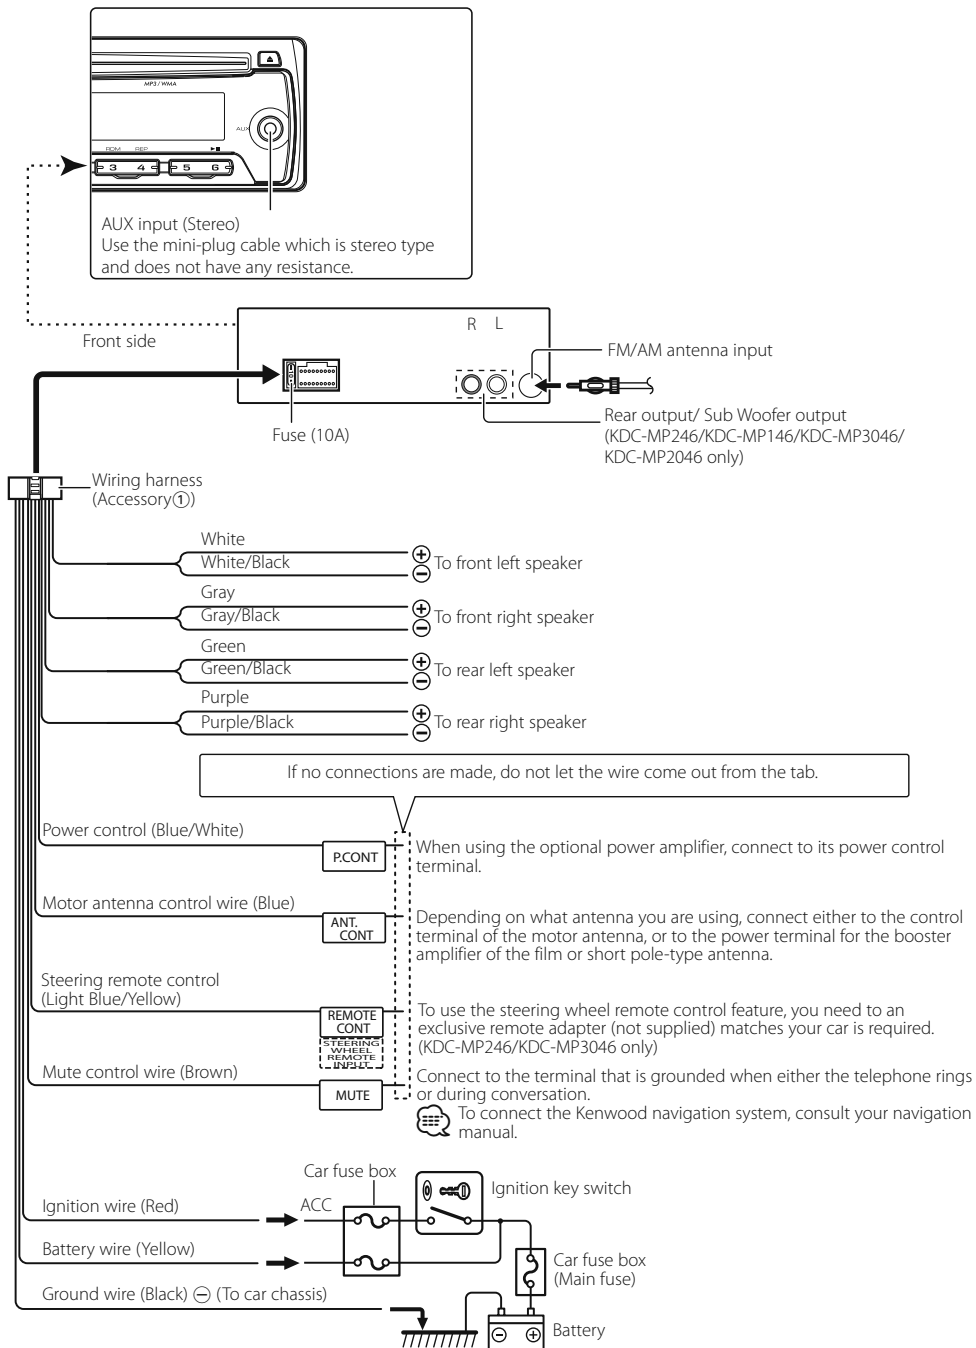 MP3 / WMA
AUX
RDM REP
3 4 5 6
AUX input (Stereo)
Use the mini-plug cable which is stereo type
and does not have any resistance.
Front side
R L
FM/AM antenna input
Fuse (10A)
Rear output/ Sub Woofer output
(KDC-MP246/KDC-MP146/KDC-MP3046/
KDC-MP2046 only)
Wiring harness
(Accessory①)
White
White/Black
To front left speaker
Gray
Gray/Black
To front right speaker
Green
Green/Black
To rear left speaker
Purple
Purple/Black
To rear right speaker
If no connections are made, do not let the wire come out from the tab.
Power control (Blue/White)
P.CONT
When using the optional power amplifier, connect to its power control
terminal.
Motor antenna control wire (Blue)
ANT.
CONT
Depending on what antenna you are using, connect either to the control
terminal of the motor antenna, or to the power terminal for the booster
amplifier of the film or short pole-type antenna.
Steering remote control
(Light Blue/Yellow)
REMOTE
CONT
STEERING
WHEEL
REMOTE
INPUT
To use the steering wheel remote control feature, you need to an
exclusive remote adapter (not supplied) matches your car is required.
(KDC-MP246/KDC-MP3046 only)
Mute control wire (Brown)
MUTE
Connect to the terminal that is grounded when either the telephone rings
or during conversation.
To connect the Kenwood navigation system, consult your navigation
manual.
Car fuse box
Ignition key switch
Ignition wire (Red)
ACC
Battery wire (Yellow)
Car fuse box
(Main fuse)
Ground wire (Black) ⊖ (To car chassis)
Battery